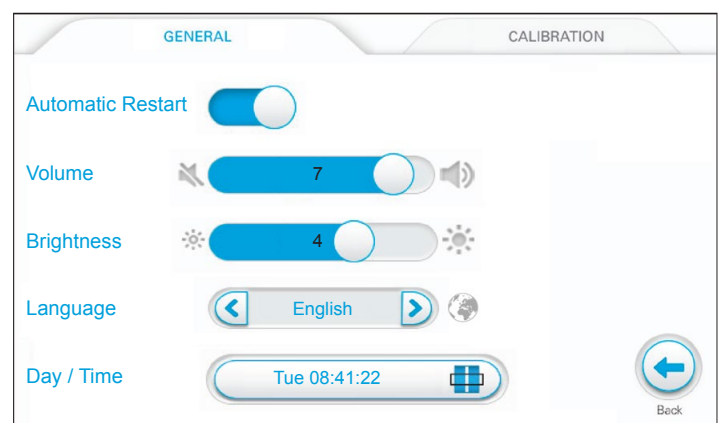 GENERAL CALIBRATION
Automatic Restart
Volume 7
Brightness 4
Language English
Day / Time Tue 08:41:22
Back